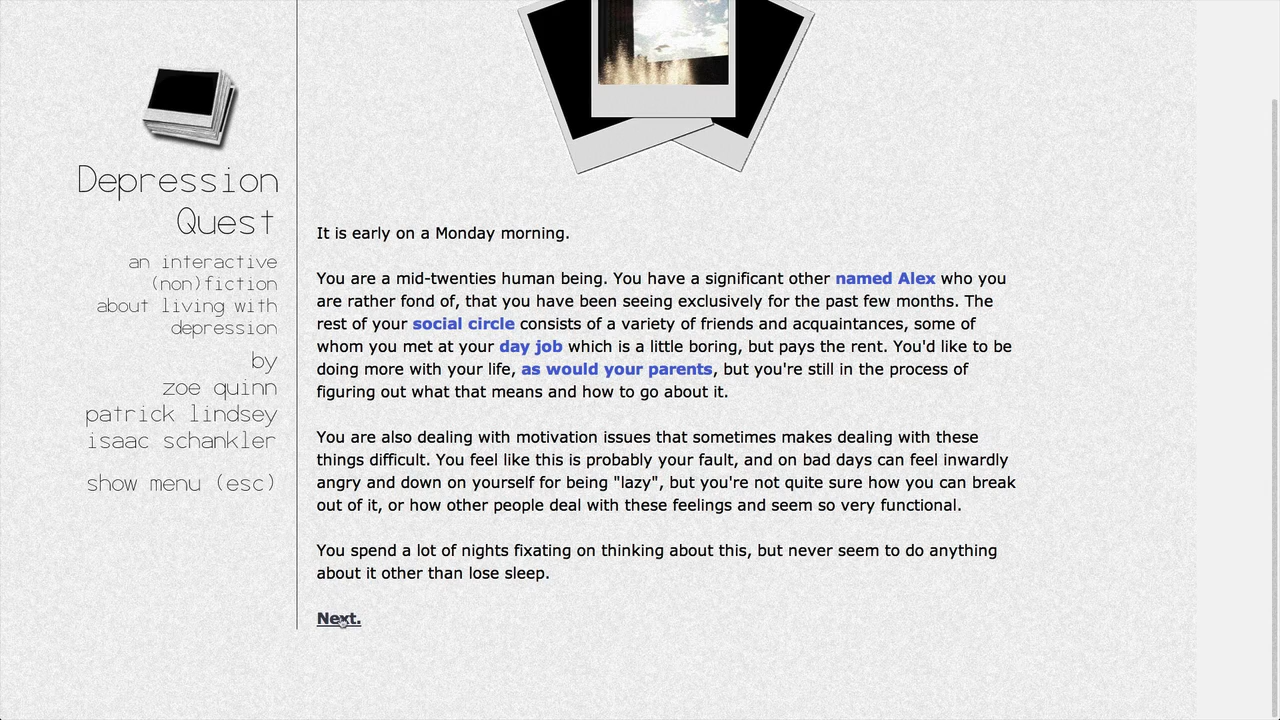 Depression
Quest
an interactive
(non)fiction
about living with
depression
by
zoe quinn
patrick lindsey
isaac schankler
show menu (esc)
It is early on a Monday morning.
You are a mid-twenties human being. You have a significant other named Alex who you
are rather fond of, that you have been seeing exclusively for the past few months. The
rest of your social circle consists of a variety of friends and acquaintances, some of
whom you met at your day job which is a little boring, but pays the rent. You'd like to be
doing more with your life, as would your parents, but you're still in the process of
figuring out what that means and how to go about it.
You are also dealing with motivation issues that sometimes makes dealing with these
things difficult. You feel like this is probably your fault, and on bad days can feel inwardly
angry and down on yourself for being "lazy", but you're not quite sure how you can break
out of it, or how other people deal with these feelings and seem so very functional.
You spend a lot of nights fixating on thinking about this, but never seem to do anything
about it other than lose sleep.
Next.